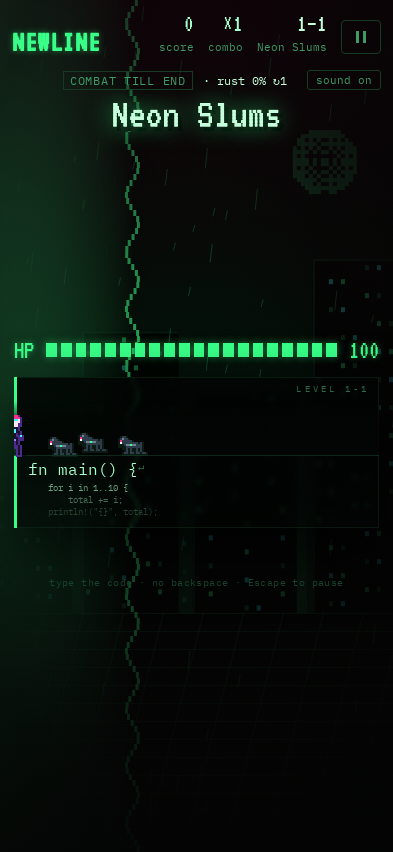 NEWLINE
0 x1 1-1
score combo Neon Slums
COMBAT TILL END · rust 0% ↻1 sound on
Neon Slums
HP 100
LEVEL 1-1
fn main() {↵
for i in 1..10 {
total += i;
println!("{}", total);
type the code · no backspace · Escape to pause